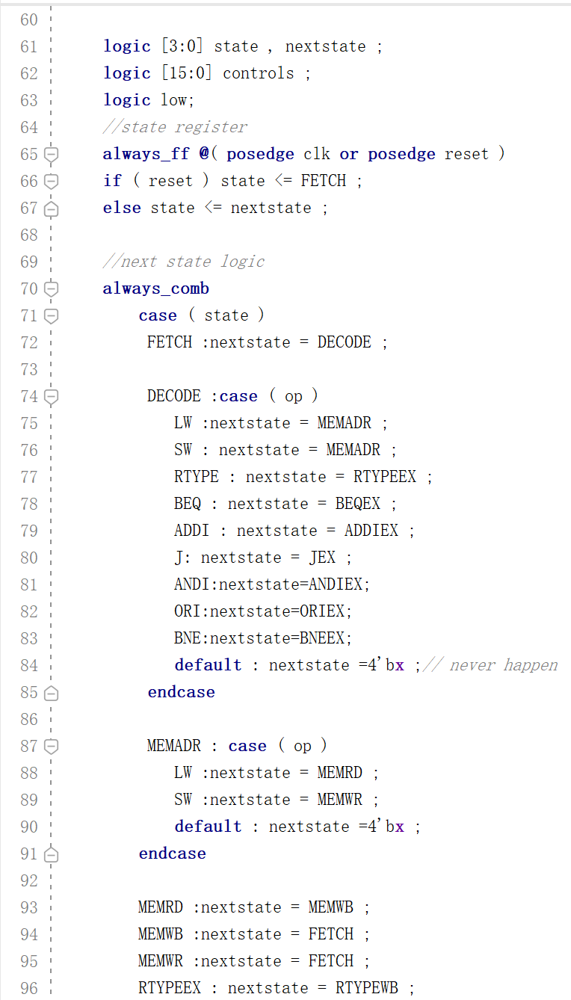 60
61 logic [3:0] state , nextstate ;
62 logic [15:0] controls ;
63 logic low;
64 //state register
65 always_ff @( posedge clk or posedge reset )
66 if ( reset ) state <= FETCH ;
67 else state <= nextstate ;
68
69 //next state logic
70 always_comb
71 case ( state )
72 FETCH :nextstate = DECODE ;
73
74 DECODE :case ( op )
75 LW :nextstate = MEMADR ;
76 SW : nextstate = MEMADR ;
77 RTYPE : nextstate = RTYPEEX ;
78 BEQ : nextstate = BEQEX ;
79 ADDI : nextstate = ADDIEX ;
80 J: nextstate = JEX ;
81 ANDI:nextstate=ANDIEX;
82 ORI:nextstate=ORIEX;
83 BNE:nextstate=BNEEX;
84 default : nextstate =4'bx ;// never happen
85 endcase
86
87 MEMADR : case ( op )
88 LW :nextstate = MEMRD ;
89 SW :nextstate = MEMWR ;
90 default : nextstate =4'bx ;
91 endcase
92
93 MEMRD :nextstate = MEMWB ;
94 MEMWB :nextstate = FETCH ;
95 MEMWR :nextstate = FETCH ;
96 RTYPEEX : nextstate = RTYPEWB ;